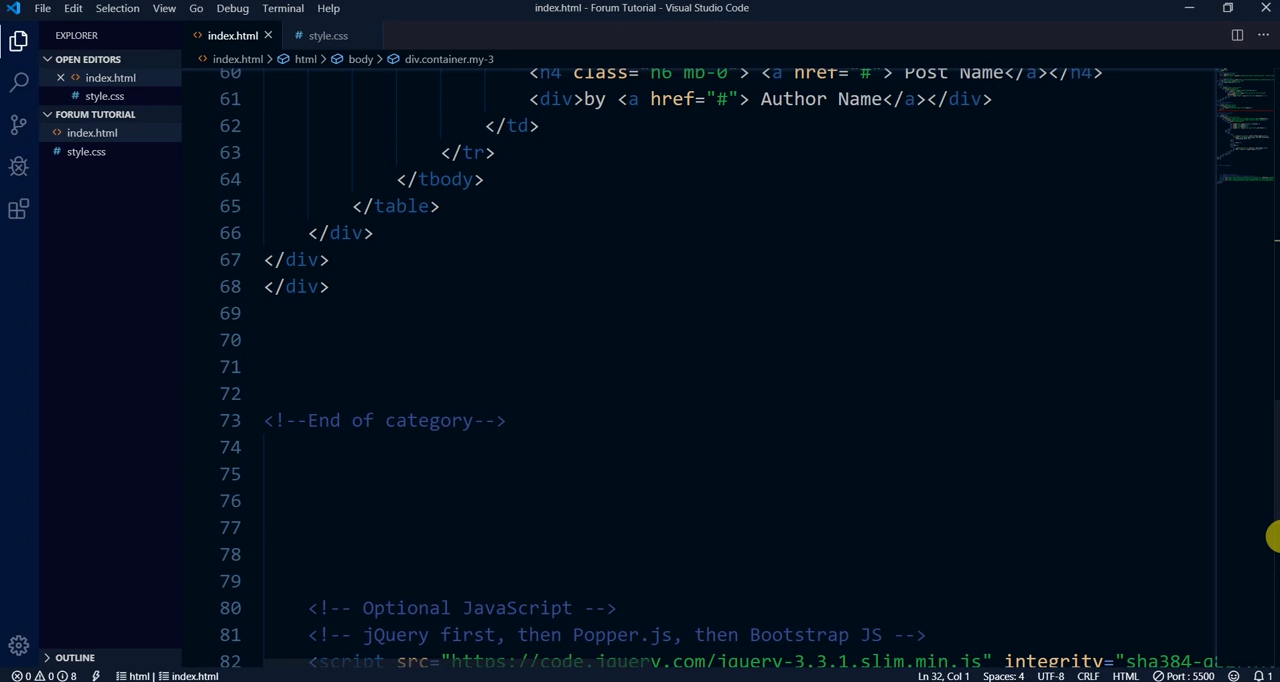 File Edit Selection View Go Debug Terminal Help
index.html - Forum Tutorial - Visual Studio Code
EXPLORER
OPEN EDITORS
index.html
style.css
FORUM TUTORIAL
index.html
style.css
OUTLINE
index.html
style.css
index.html > html > body > div.container.my-3
60 <h4 class="h6 mb-0"> <a href="#"> Post Name</a></h4>
61 <div>by <a href="#"> Author Name</a></div>
62 </td>
63 </tr>
64 </tbody>
65 </table>
66 </div>
67 </div>
68 </div>
69
70
71
72
73 <!--End of category-->
74
75
76
77
78
79
80 <!-- Optional JavaScript -->
81 <!-- jQuery first, then Popper.js, then Bootstrap JS -->
82 <script src="https://code.jquery.com/jquery-3.3.1.slim.min.js" integrity="sha384-q8
0 0 8 html index.html
Ln 32, Col 1 Spaces: 4 UTF-8 CRLF HTML Port : 5500 1